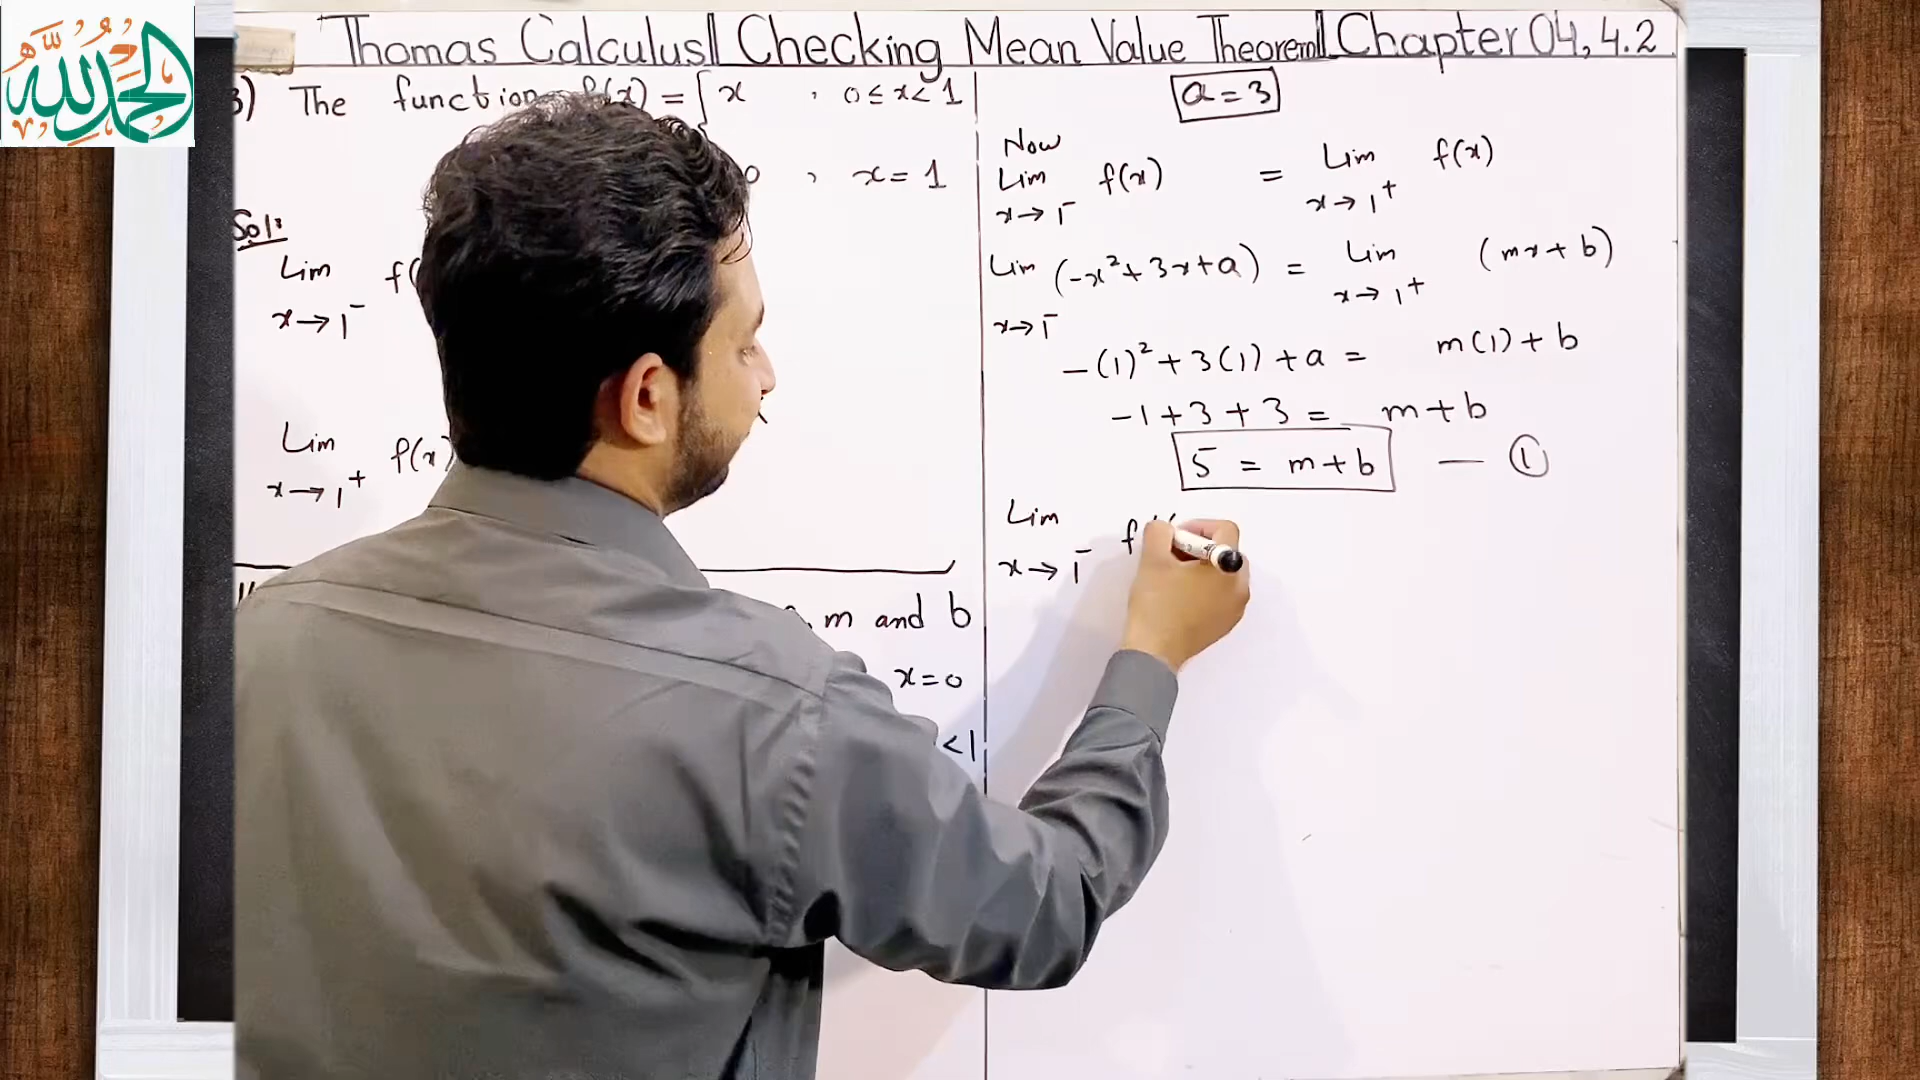 الحمد لله
Thomas Calculus|| Checking Mean Value Theorem|| Chapter 04, 4.2
3) The function f(x) = { x , 0 ≤ x < 1
0 , x = 1
Sol:
Lim f(
x → 1⁻
Lim f(x)
x → 1⁺
m and b
x = 0
< 1
a = 3
Now
Lim f(x) = Lim f(x)
x → 1⁻ x → 1⁺
Lim (-x² + 3x + a) = Lim (mx + b)
x → 1⁻ x → 1⁺
-(1)² + 3(1) + a = m(1) + b
-1 + 3 + 3 = m + b
5 = m + b — ①
Lim f
x → 1⁻